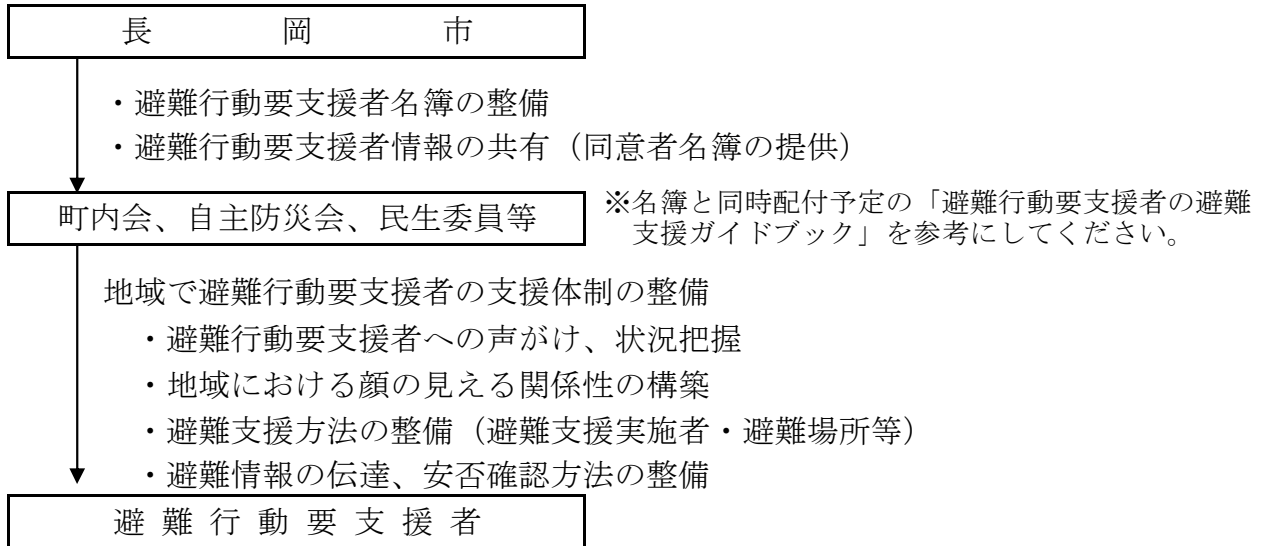 長岡市
・避難行動要支援者名簿の整備
・避難行動要支援者情報の共有（同意者名簿の提供）
町内会、自主防災会、民生委員等
※名簿と同時配付予定の「避難行動要支援者の避難
支援ガイドブック」を参考にしてください。
地域で避難行動要支援者の支援体制の整備
・避難行動要支援者への声がけ、状況把握
・地域における顔の見える関係性の構築
・避難支援方法の整備（避難支援実施者・避難場所等）
・避難情報の伝達、安否確認方法の整備
避難行動要支援者